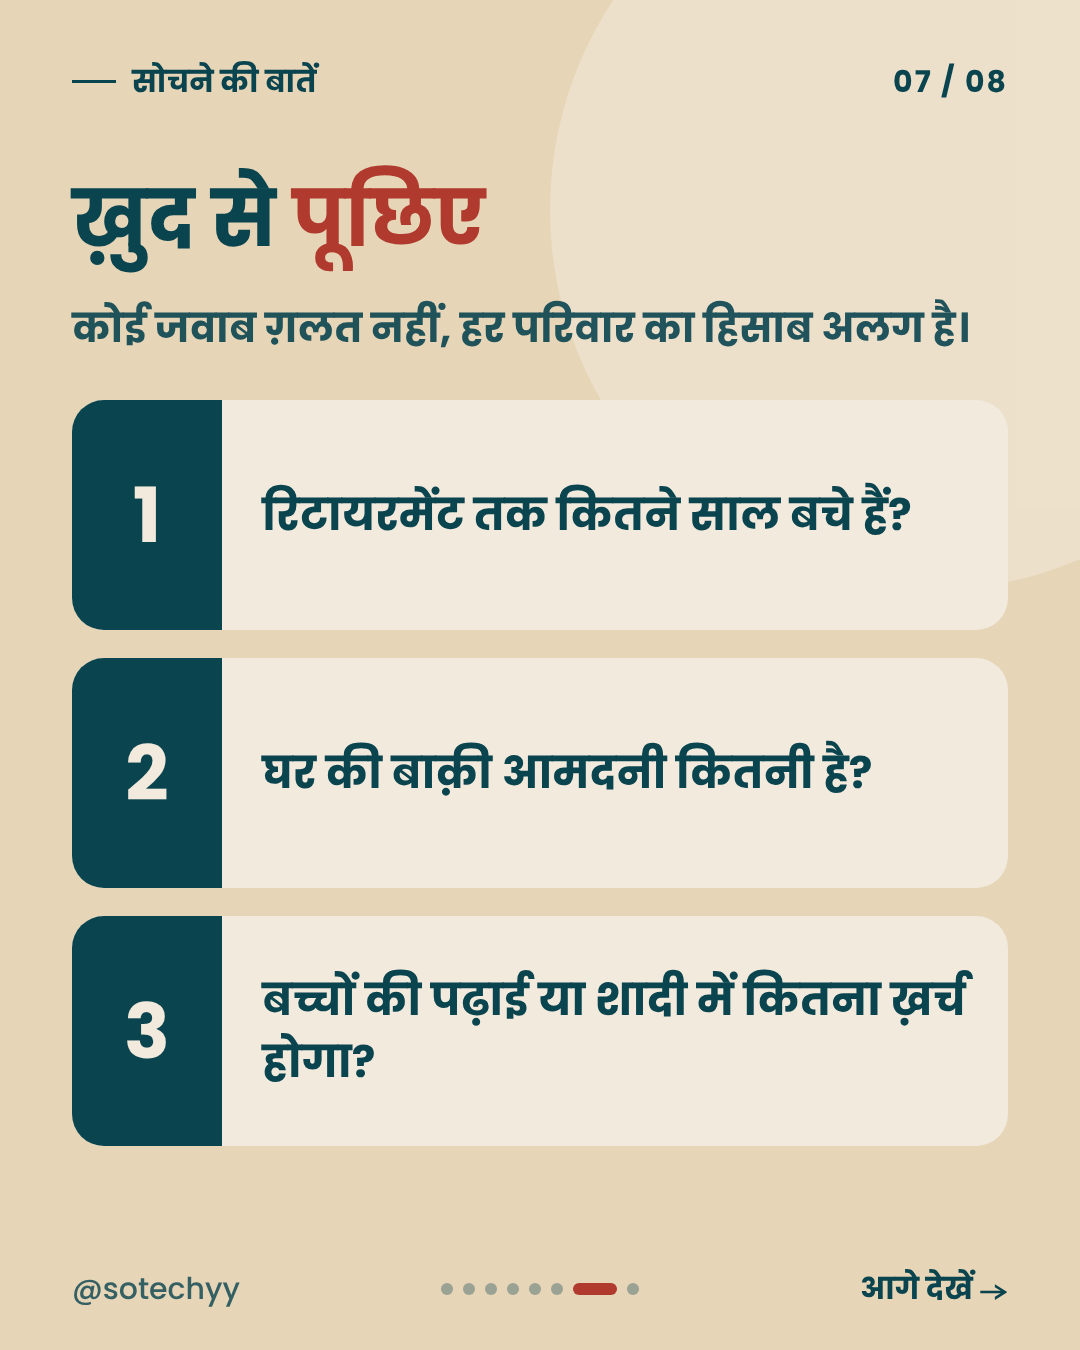 — सोचने की बातें
07 / 08
ख़ुद से पूछिए
कोई जवाब ग़लत नहीं, हर परिवार का हिसाब अलग है।
1
रिटायरमेंट तक कितने साल बचे हैं?
2
घर की बाक़ी आमदनी कितनी है?
3
बच्चों की पढ़ाई या शादी में कितना ख़र्च
होगा?
@sotechyy
आगे देखें →